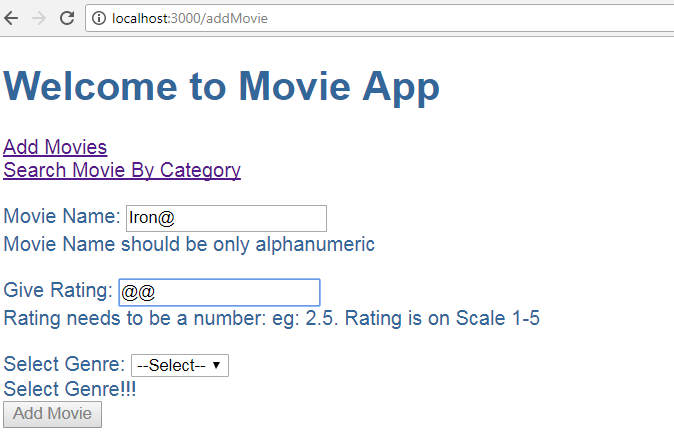 localhost:3000/addMovie
Welcome to Movie App
Add Movies
Search Movie By Category
Movie Name: Iron@
Movie Name should be only alphanumeric
Give Rating: @@
Rating needs to be a number: eg: 2.5. Rating is on Scale 1-5
Select Genre: --Select--
Select Genre!!!
Add Movie